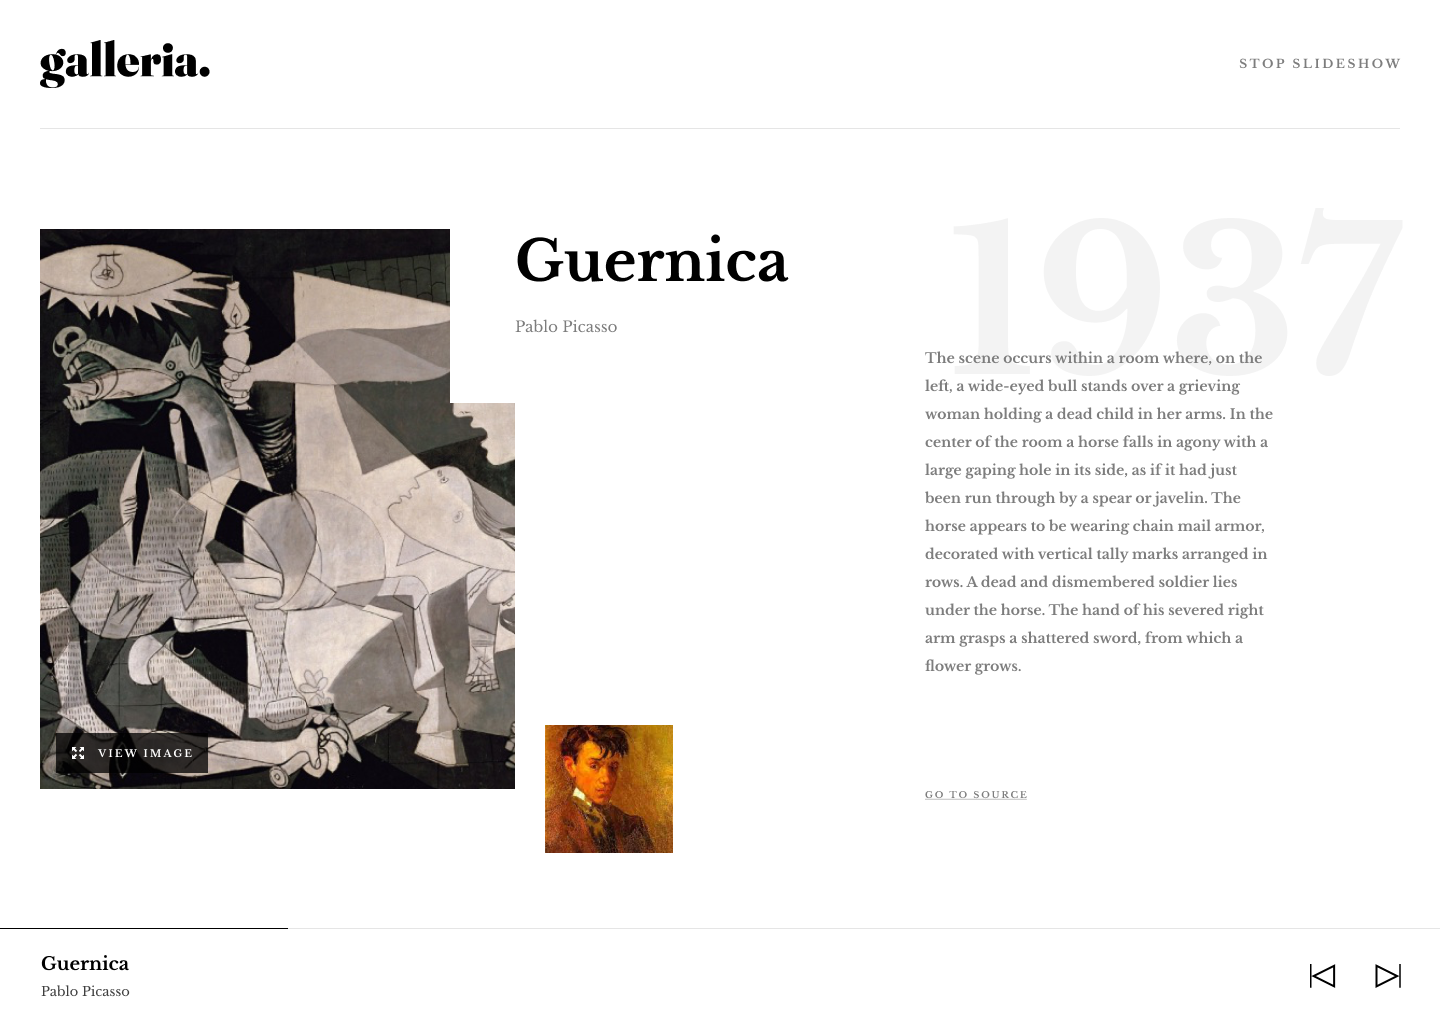 galleria.
STOP SLIDESHOW
Guernica
Pablo Picasso
1937
The scene occurs within a room where, on the
left, a wide-eyed bull stands over a grieving
woman holding a dead child in her arms. In the
center of the room a horse falls in agony with a
large gaping hole in its side, as if it had just
been run through by a spear or javelin. The
horse appears to be wearing chain mail armor,
decorated with vertical tally marks arranged in
rows. A dead and dismembered soldier lies
under the horse. The hand of his severed right
arm grasps a shattered sword, from which a
flower grows.
VIEW IMAGE
GO TO SOURCE
Guernica
Pablo Picasso